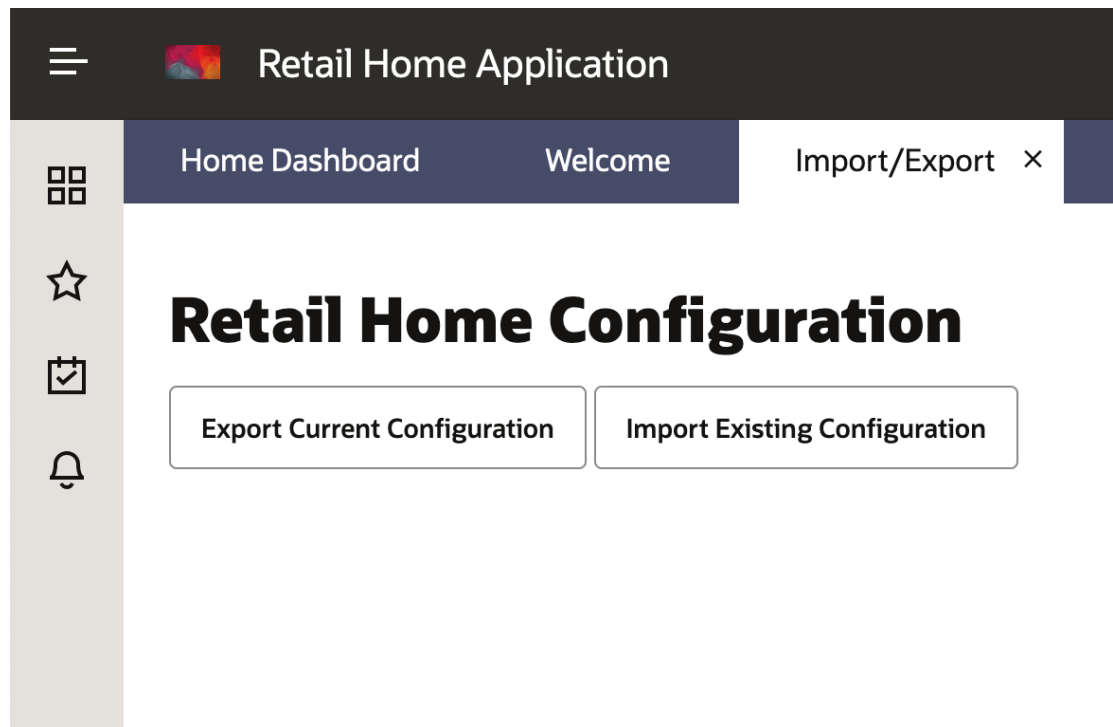 Retail Home Application
Home Dashboard Welcome Import/Export ×
Retail Home Configuration
Export Current Configuration Import Existing Configuration